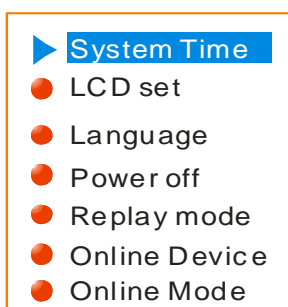 System Time
LCD set
Language
Power off
Replay mode
Online Device
Online Mode